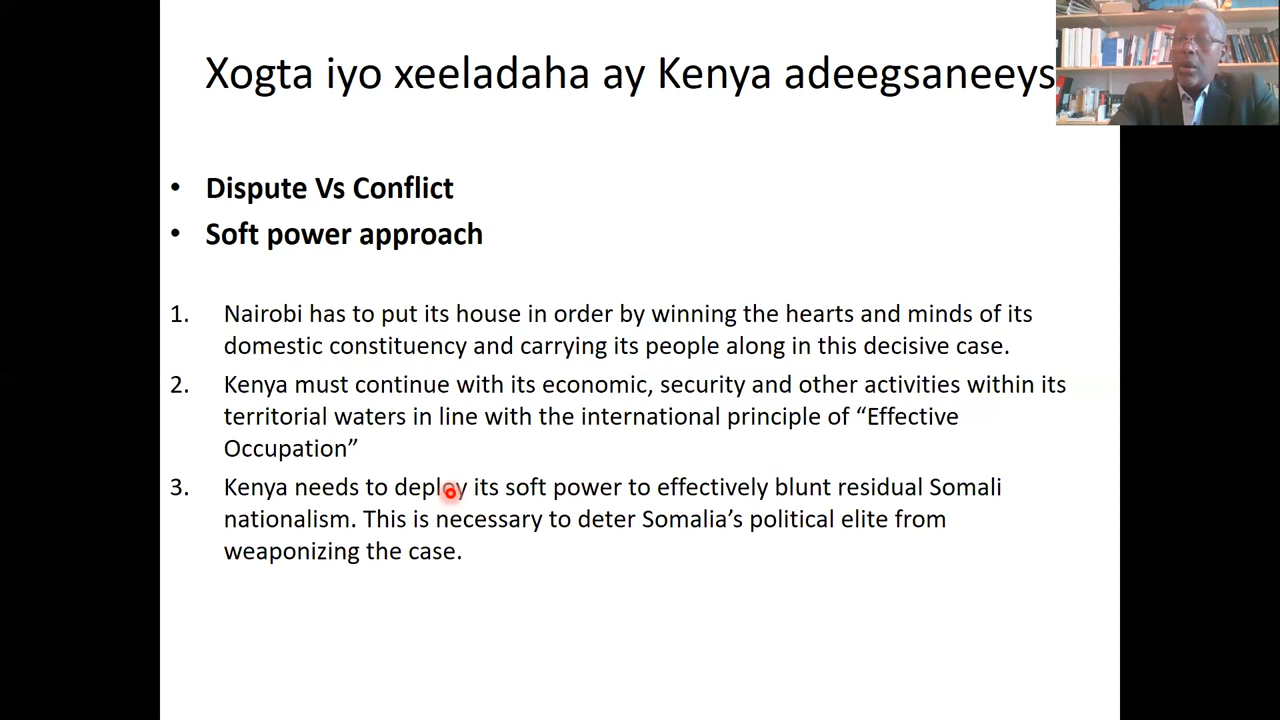 Xogta iyo xeeladaha ay Kenya adeegsaneeys
• Dispute Vs Conflict
• Soft power approach
1. Nairobi has to put its house in order by winning the hearts and minds of its
domestic constituency and carrying its people along in this decisive case.
2. Kenya must continue with its economic, security and other activities within its
territorial waters in line with the international principle of “Effective
Occupation”
3. Kenya needs to deploy its soft power to effectively blunt residual Somali
nationalism. This is necessary to deter Somalia’s political elite from
weaponizing the case.